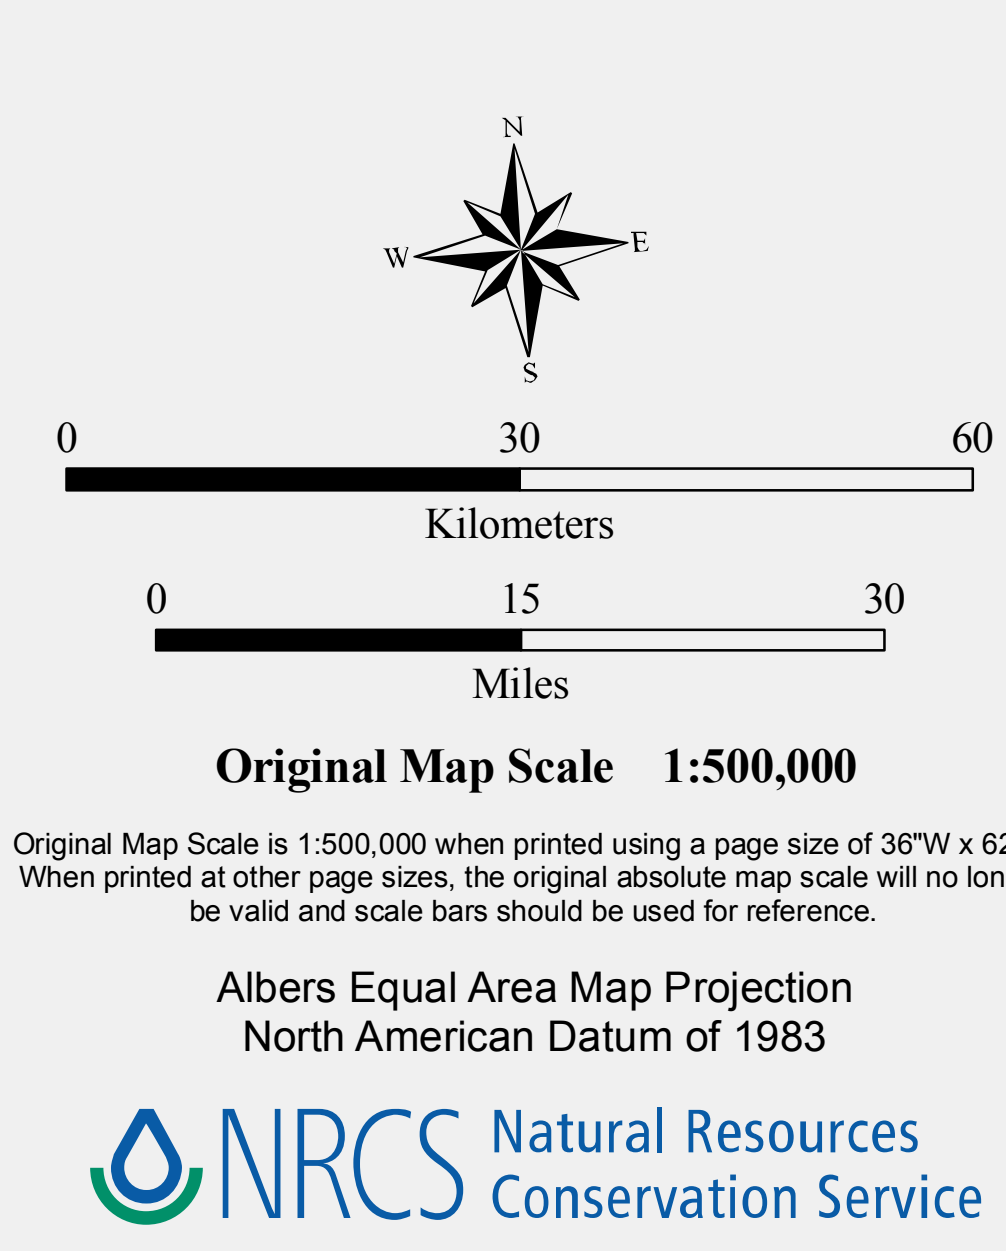 N
W E
S
0 30 60
Kilometers
0 15 30
Miles
Original Map Scale 1:500,000
Original Map Scale is 1:500,000 when printed using a page size of 36"W x 62
When printed at other page sizes, the original absolute map scale will no lon
be valid and scale bars should be used for reference.
Albers Equal Area Map Projection
North American Datum of 1983
NRCS Natural Resources
Conservation Service